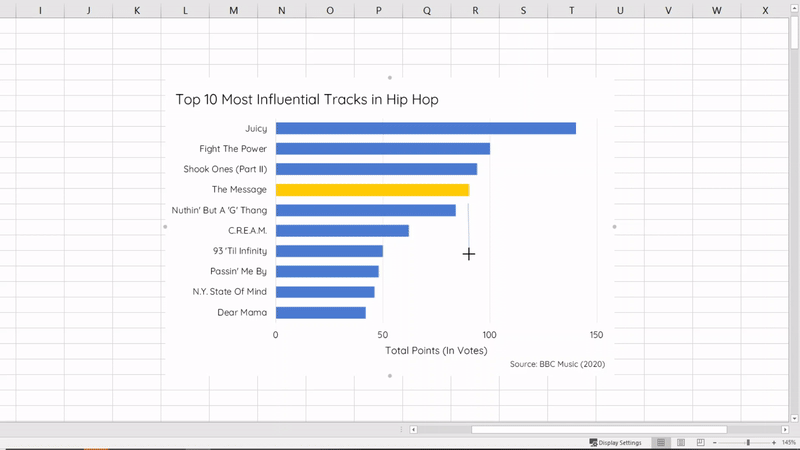 I J K L M N O P Q R S T U V W X
Top 10 Most Influential Tracks in Hip Hop
Juicy
Fight The Power
Shook Ones (Part II)
The Message
Nuthin' But A 'G' Thang
C.R.E.A.M.
93 'Til Infinity
Passin' Me By
N.Y. State Of Mind
Dear Mama
0 50 100 150
Total Points (In Votes)
Source: BBC Music (2020)
Display Settings 145%